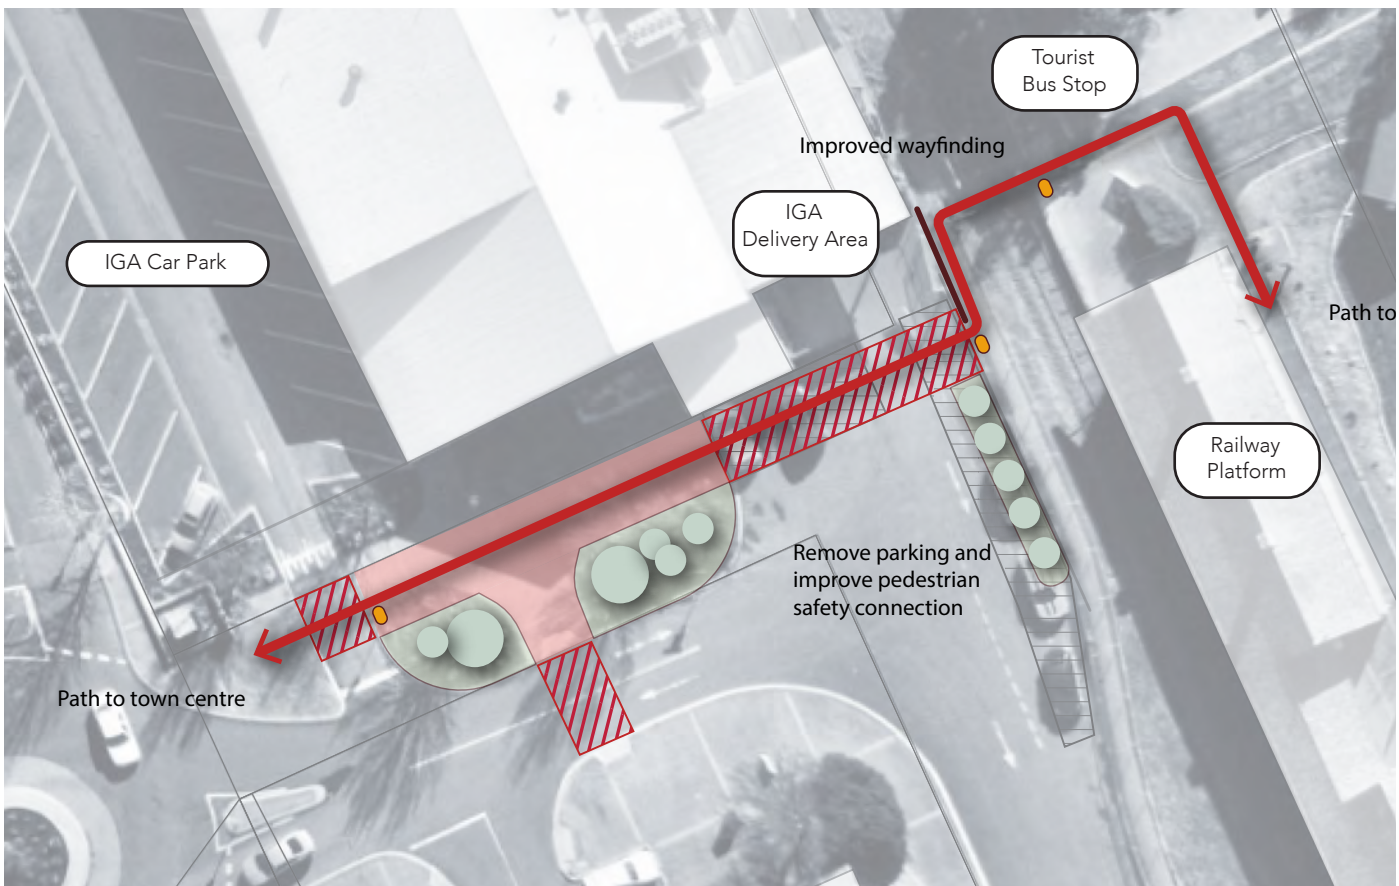 Tourist
Bus Stop
Improved wayfinding
IGA
Delivery Area
IGA Car Park
Path to
Railway
Platform
Remove parking and
improve pedestrian
safety connection
Path to town centre